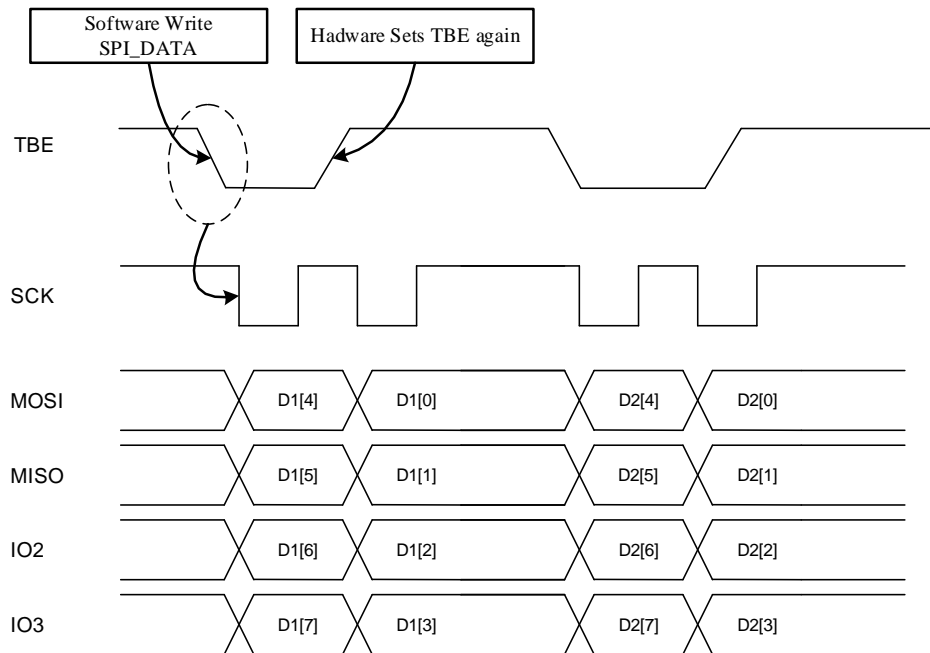 Software Write
SPI_DATA
Hadware Sets TBE again
TBE
SCK
MOSI
D1[4]
D1[0]
D2[4]
D2[0]
MISO
D1[5]
D1[1]
D2[5]
D2[1]
IO2
D1[6]
D1[2]
D2[6]
D2[2]
IO3
D1[7]
D1[3]
D2[7]
D2[3]